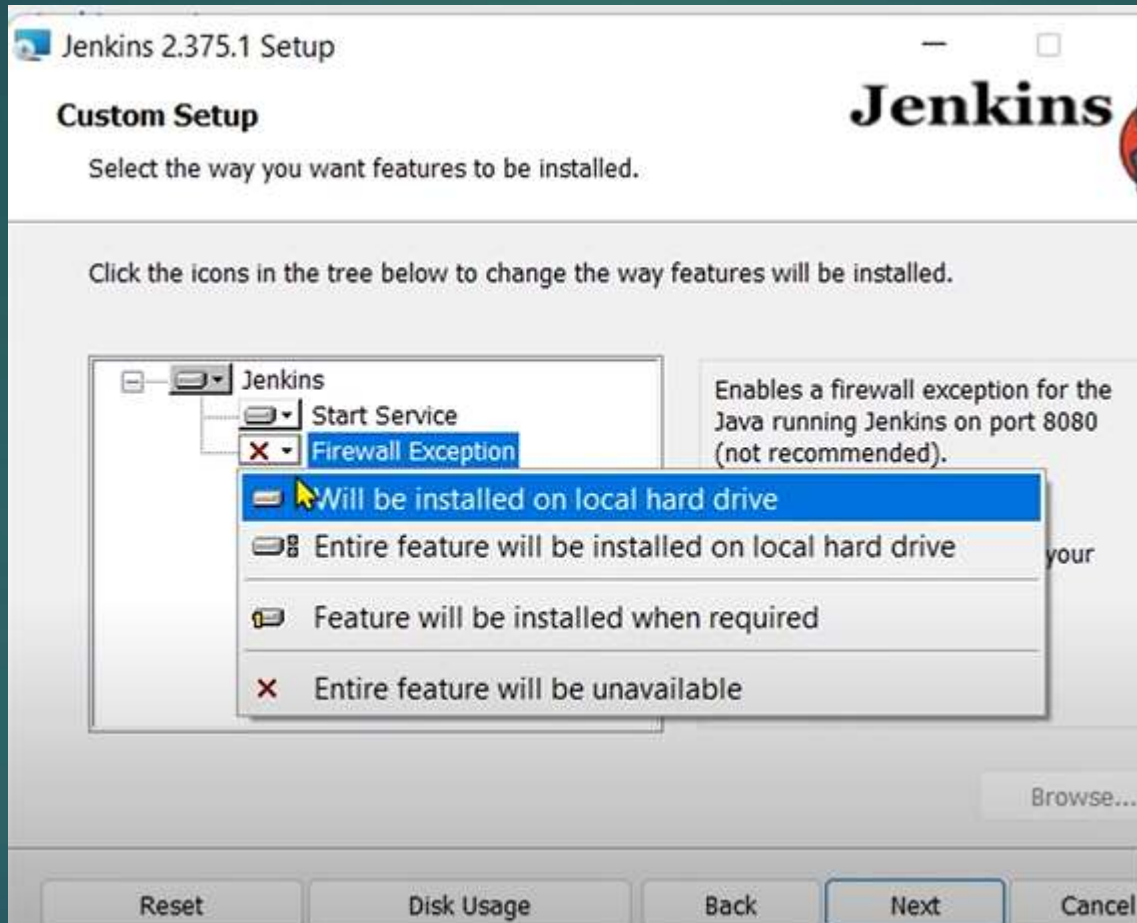 Jenkins 2.375.1 Setup
Jenkins
Custom Setup
Select the way you want features to be installed.
Click the icons in the tree below to change the way features will be installed.
Jenkins
Start Service
Firewall Exception
Enables a firewall exception for the
Java running Jenkins on port 8080
(not recommended).
Will be installed on local hard drive
Entire feature will be installed on local hard drive
your
Feature will be installed when required
Entire feature will be unavailable
Browse...
Reset
Disk Usage
Back
Next
Cancel